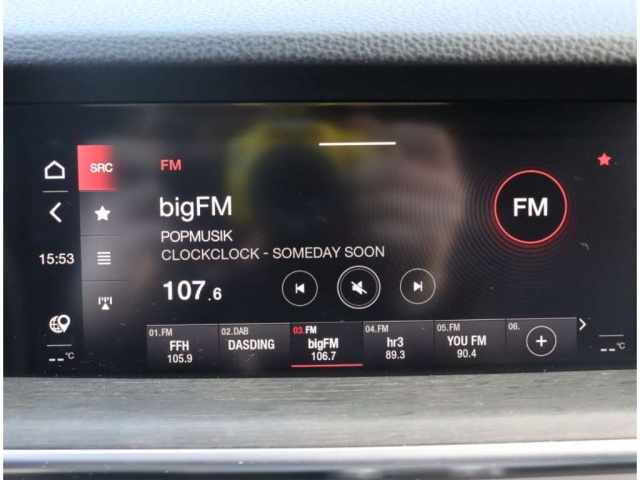 SRC
FM
bigFM
POPMUSIK
CLOCKCLOCK - SOMEDAY SOON
FM
15:53
107.6
01.FM
FFH
105.9
02.DAB
DASDING
03.FM
bigFM
106.7
04.FM
hr3
89.3
05.FM
YOU FM
90.4
06.
+
--°C
--°C